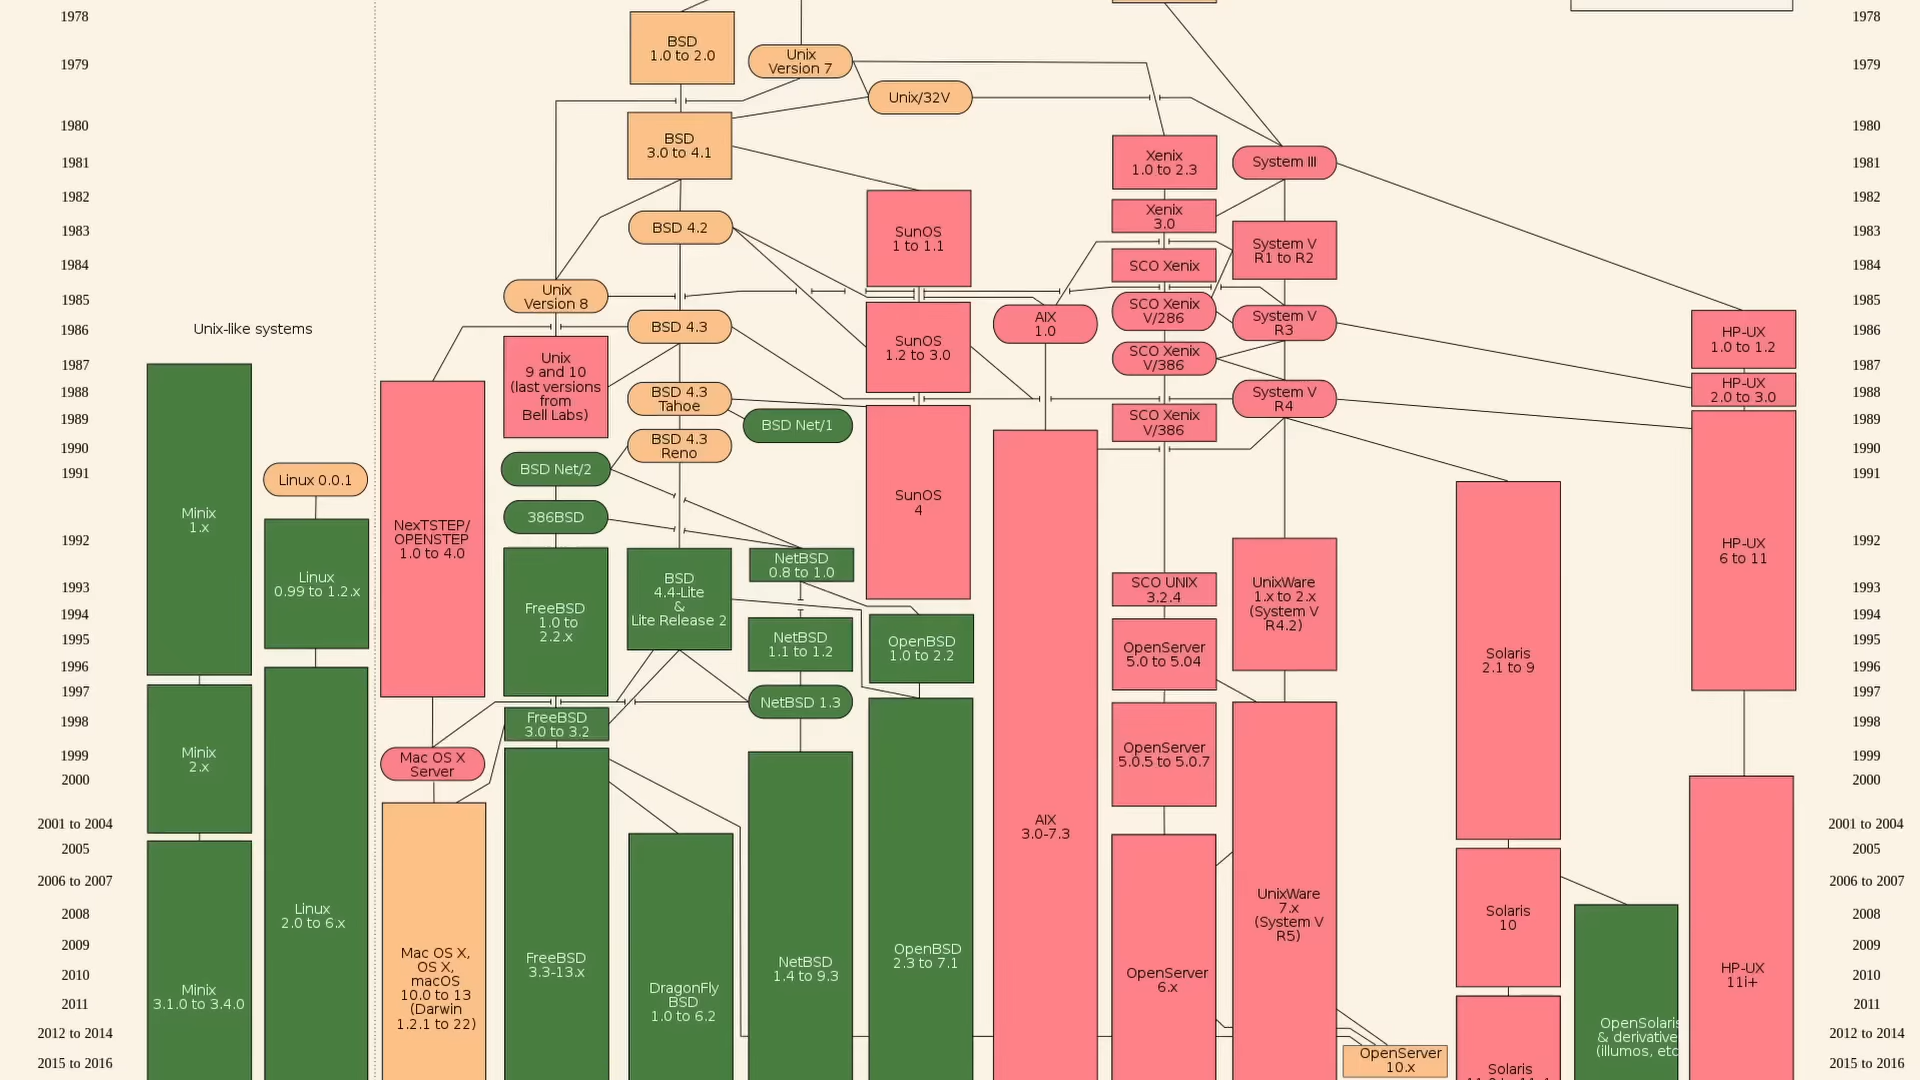 1978
1979
1980
1981
1982
1983
1984
1985
1986
1987
1988
1989
1990
1991
1992
1993
1994
1995
1996
1997
1998
1999
2000
2001 to 2004
2005
2006 to 2007
2008
2009
2010
2011
2012 to 2014
2015 to 2016
Unix-like systems
Minix
1.x
Minix
2.x
Minix
3.1.0 to 3.4.0
Linux 0.0.1
Linux
0.99 to 1.2.x
Linux
2.0 to 6.x
NexTSTEP/
OPENSTEP
1.0 to 4.0
Mac OS X
Server
Mac OS X,
OS X,
macOS
10.0 to 13
(Darwin
1.2.1 to 22)
Unix
Version 8
Unix
9 and 10
(last versions
from
Bell Labs)
BSD Net/2
386BSD
FreeBSD
1.0 to
2.2.x
FreeBSD
3.0 to 3.2
FreeBSD
3.3-13.x
BSD
1.0 to 2.0
BSD
3.0 to 4.1
BSD 4.2
BSD 4.3
BSD 4.3
Tahoe
BSD 4.3
Reno
BSD
4.4-Lite
&
Lite Release 2
DragonFly
BSD
1.0 to 6.2
Unix
Version 7
BSD Net/1
NetBSD
0.8 to 1.0
NetBSD
1.1 to 1.2
NetBSD 1.3
NetBSD
1.4 to 9.3
Unix/32V
SunOS
1 to 1.1
SunOS
1.2 to 3.0
SunOS
4
OpenBSD
1.0 to 2.2
OpenBSD
2.3 to 7.1
AIX
1.0
AIX
3.0-7.3
Xenix
1.0 to 2.3
Xenix
3.0
SCO Xenix
SCO Xenix
V/286
SCO Xenix
V/386
SCO Xenix
V/386
SCO UNIX
3.2.4
OpenServer
5.0 to 5.04
OpenServer
5.0.5 to 5.0.7
OpenServer
6.x
System III
System V
R1 to R2
System V
R3
System V
R4
UnixWare
1.x to 2.x
(System V
R4.2)
UnixWare
7.x
(System V
R5)
OpenServer
10.x
Solaris
2.1 to 9
Solaris
10
Solaris
OpenSolaris
& derivative
(illumos, etc
HP-UX
1.0 to 1.2
HP-UX
2.0 to 3.0
HP-UX
6 to 11
HP-UX
11i+
1978
1979
1980
1981
1982
1983
1984
1985
1986
1987
1988
1989
1990
1991
1992
1993
1994
1995
1996
1997
1998
1999
2000
2001 to 2004
2005
2006 to 2007
2008
2009
2010
2011
2012 to 2014
2015 to 2016